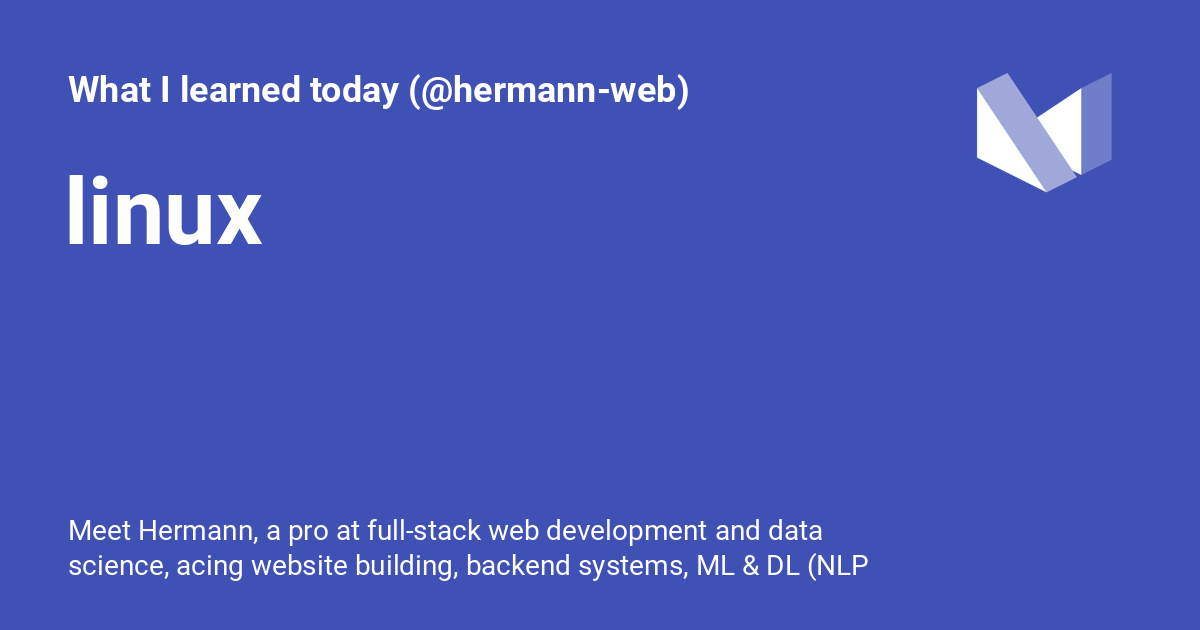 What I learned today (@hermann-web)
linux
Meet Hermann, a pro at full-stack web development and data
science, acing website building, backend systems, ML & DL (NLP